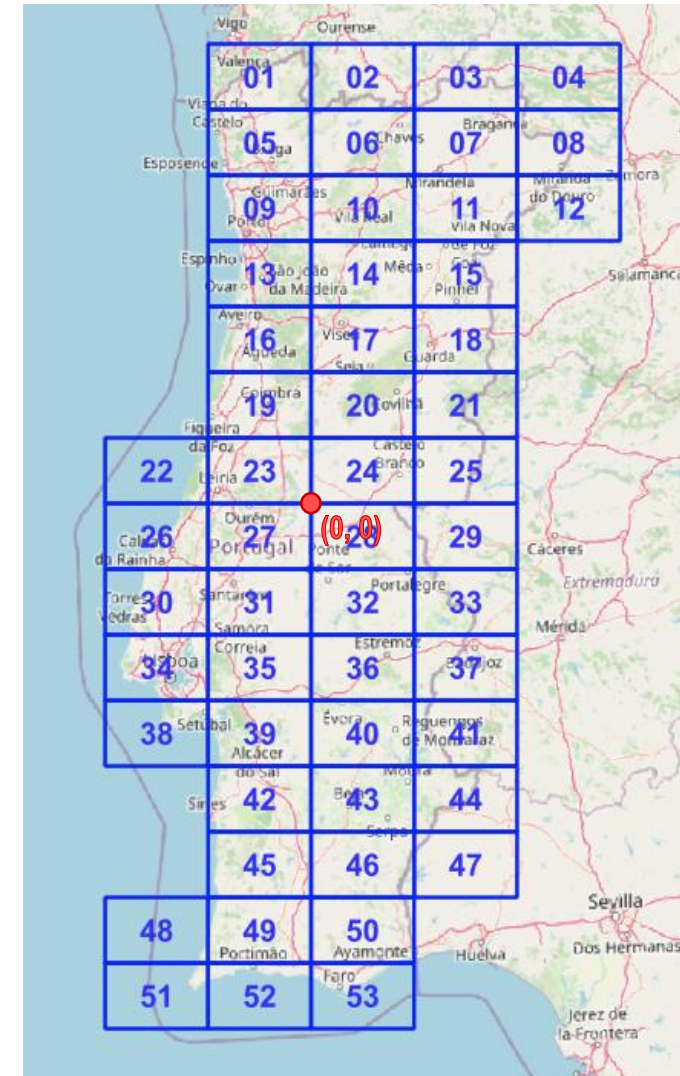 Vigo
Ourense
Valença
01 02 03 04
Viana do
Castelo
Bragança
05 06 Chaves 07 08
Braga
Esposende
Guimarães
Mirandela
Miranda
do Douro
Zamora
09 10 11 12
Porto
Vila Real
Vila Nova
de Foz
Lamego
Espinho
13 São João
da Madeira
14 Mêda
15
Pinhel
Salamanca
Ovar
Aveiro
16 17 18
Viseu
Águeda
Guarda
Seia
Coimbra
19 20 Covilhã 21
Figueira
da Foz
Castelo
Branco
22 Leiria 23 24 25
(0, 0)
Ourém
26 27 28 29
Caldas
da Rainha
Portugal
Ponte
de Sor
Cáceres
Portalegre
Extremadura
Torres
Vedras
30 Santarém 31 32 33
Mérida
Samora
Correia
Estremoz
Lisboa
34 35 36 37
Badajoz
Setúbal
Évora
Reguengos
de Monsaraz
38 39 40 41
Alcácer
do Sal
Moura
Sines
42 Beja 43 44
Serpa
45 46 47
Sevilla
48 49 50
Portimão
Ayamonte
Huelva
Dos Hermanas
Faro
51 52 53
Jerez de
la Frontera